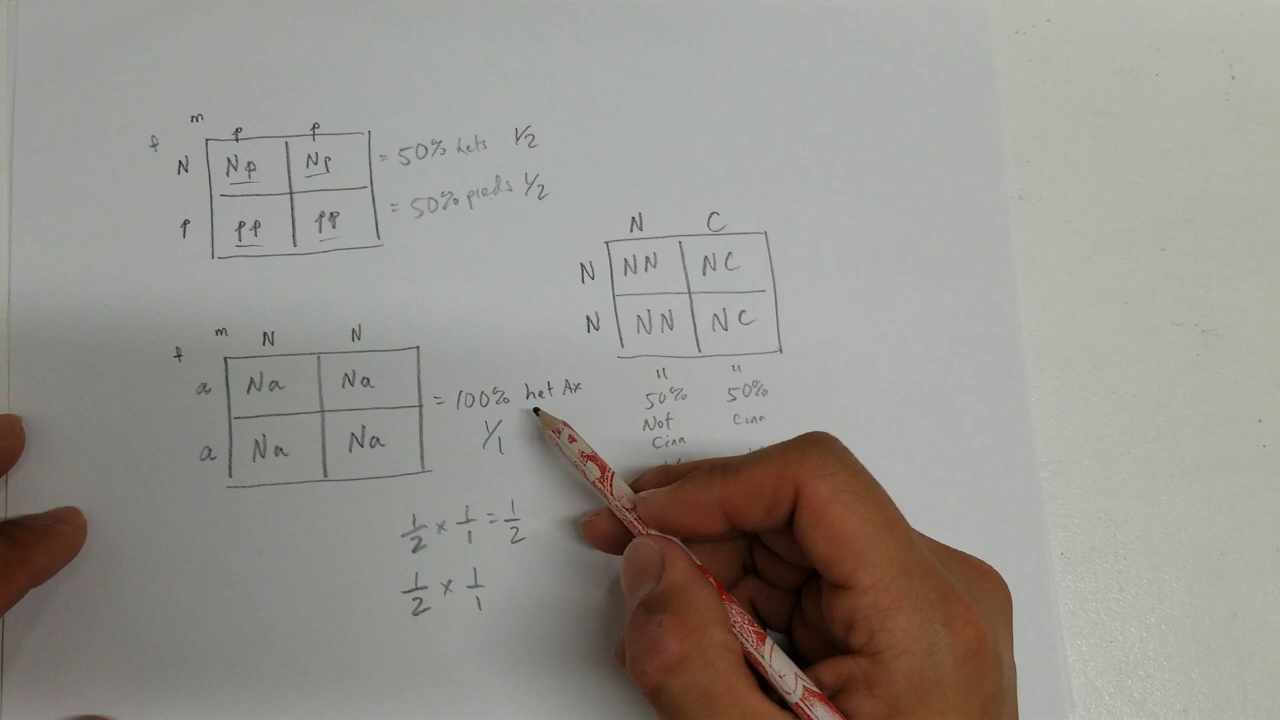 m
f
p p
N Np Np = 50% hets 1/2
p pp pp = 50% pieds 1/2
N C
N NN NC
N NN NC
" "
50% 50%
Not Cinn
Cinn
m
f
N N
a Na Na = 100% het Ax
a Na Na 1/1
1/2 × 1/1 = 1/2
1/2 × 1/1